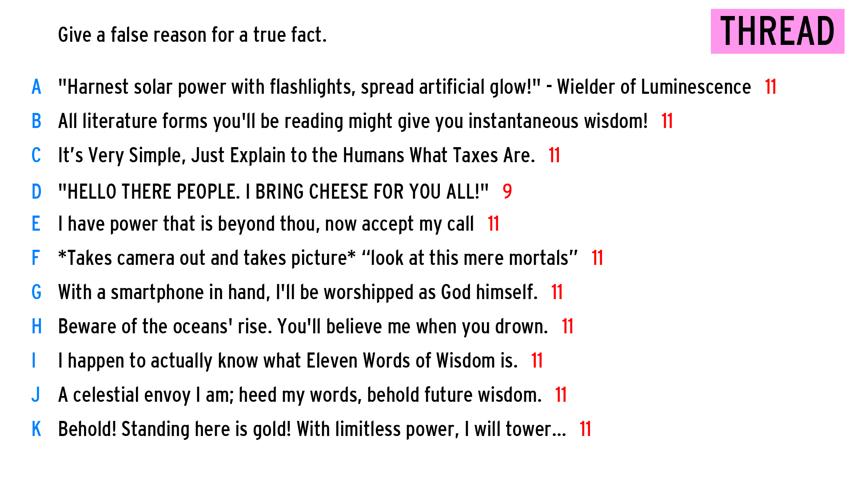 Give a false reason for a true fact.
THREAD
A "Harnest solar power with flashlights, spread artificial glow!" - Wielder of Luminescence 11
B All literature forms you'll be reading might give you instantaneous wisdom! 11
C It’s Very Simple, Just Explain to the Humans What Taxes Are. 11
D "HELLO THERE PEOPLE. I BRING CHEESE FOR YOU ALL!" 9
E I have power that is beyond thou, now accept my call 11
F *Takes camera out and takes picture* “look at this mere mortals” 11
G With a smartphone in hand, I'll be worshipped as God himself. 11
H Beware of the oceans' rise. You'll believe me when you drown. 11
I I happen to actually know what Eleven Words of Wisdom is. 11
J A celestial envoy I am; heed my words, behold future wisdom. 11
K Behold! Standing here is gold! With limitless power, I will tower... 11